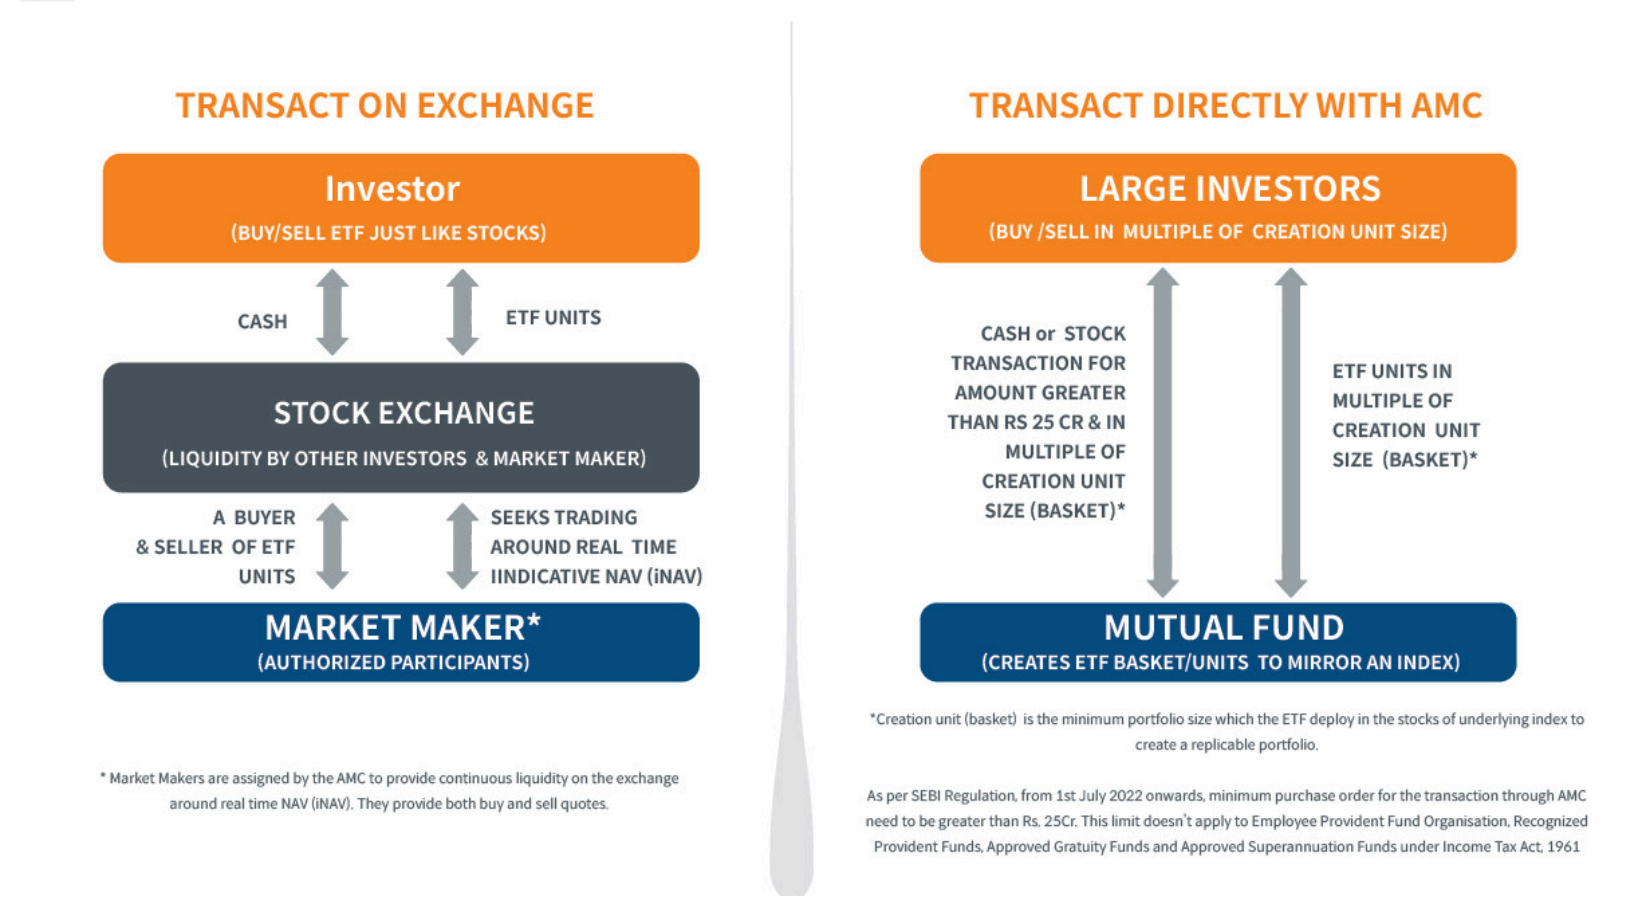 TRANSACT ON EXCHANGE
Investor
(BUY/SELL ETF JUST LIKE STOCKS)
CASH
ETF UNITS
STOCK EXCHANGE
(LIQUIDITY BY OTHER INVESTORS & MARKET MAKER)
A BUYER
& SELLER OF ETF
UNITS
SEEKS TRADING
AROUND REAL TIME
IINDICATIVE NAV (iNAV)
MARKET MAKER*
(AUTHORIZED PARTICIPANTS)
* Market Makers are assigned by the AMC to provide continuous liquidity on the exchange
around real time NAV (iNAV). They provide both buy and sell quotes.
TRANSACT DIRECTLY WITH AMC
LARGE INVESTORS
(BUY /SELL IN MULTIPLE OF CREATION UNIT SIZE)
CASH or STOCK
TRANSACTION FOR
AMOUNT GREATER
THAN RS 25 CR & IN
MULTIPLE OF
CREATION UNIT
SIZE (BASKET)*
ETF UNITS IN
MULTIPLE OF
CREATION UNIT
SIZE (BASKET)*
MUTUAL FUND
(CREATES ETF BASKET/UNITS TO MIRROR AN INDEX)
*Creation unit (basket) is the minimum portfolio size which the ETF deploy in the stocks of underlying index to
create a replicable portfolio.
As per SEBI Regulation, from 1st July 2022 onwards, minimum purchase order for the transaction through AMC
need to be greater than Rs. 25Cr. This limit doesn't apply to Employee Provident Fund Organisation, Recognized
Provident Funds, Approved Gratuity Funds and Approved Superannuation Funds under Income Tax Act, 1961